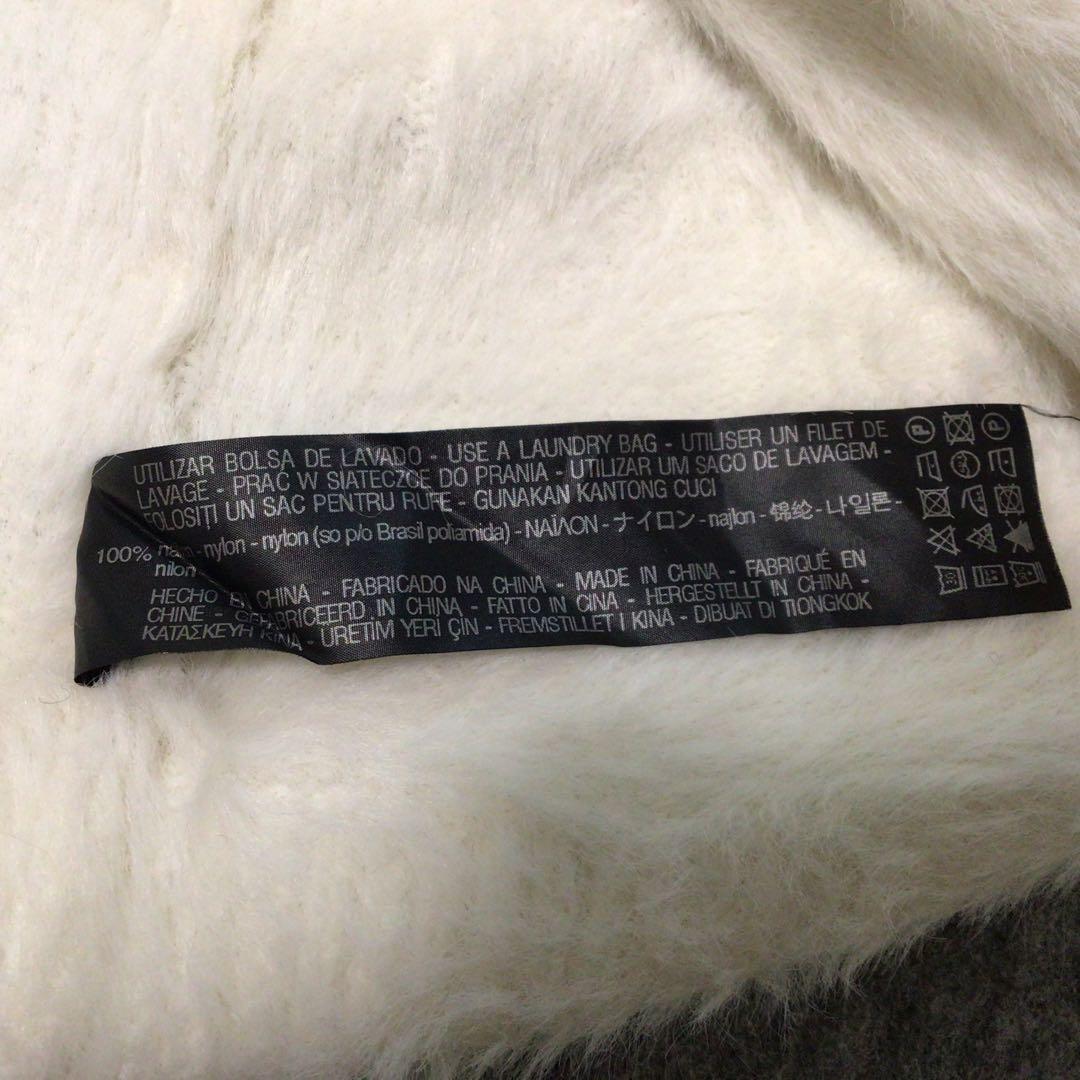 UTILIZAR BOLSA DE LAVADO - USE A LAUNDRY BAG - UTILISER UN FILET DE
LAVAGE - PRAĆ W SIATECZCE DO PRANIA - UTILIZAR UM SACO DE LAVAGEM -
FOLOSIȚI UN SAC PENTRU RUFE - GUNAKAN KANTONG CUCI
100% - nylon - nylon (so p/o Brasil poliamida) - ΝΑΪΛΟΝ - ナイロン - najlon - 锦纶 - 나일론 -
nilon
HECHO EN CHINA - FABRICADO NA CHINA - MADE IN CHINA - FABRIQUÉ EN
CHINE - GEFABRICEERD IN CHINA - FATTO IN CINA - HERGESTELLT IN CHINA -
ΚΑΤΑΣΚΕΥΗ ΚΙΝΑ - ÜRETIM YERI ÇIN - FREMSTILLET I KINA - DIBUAT DI TIONGKOK
P P
30